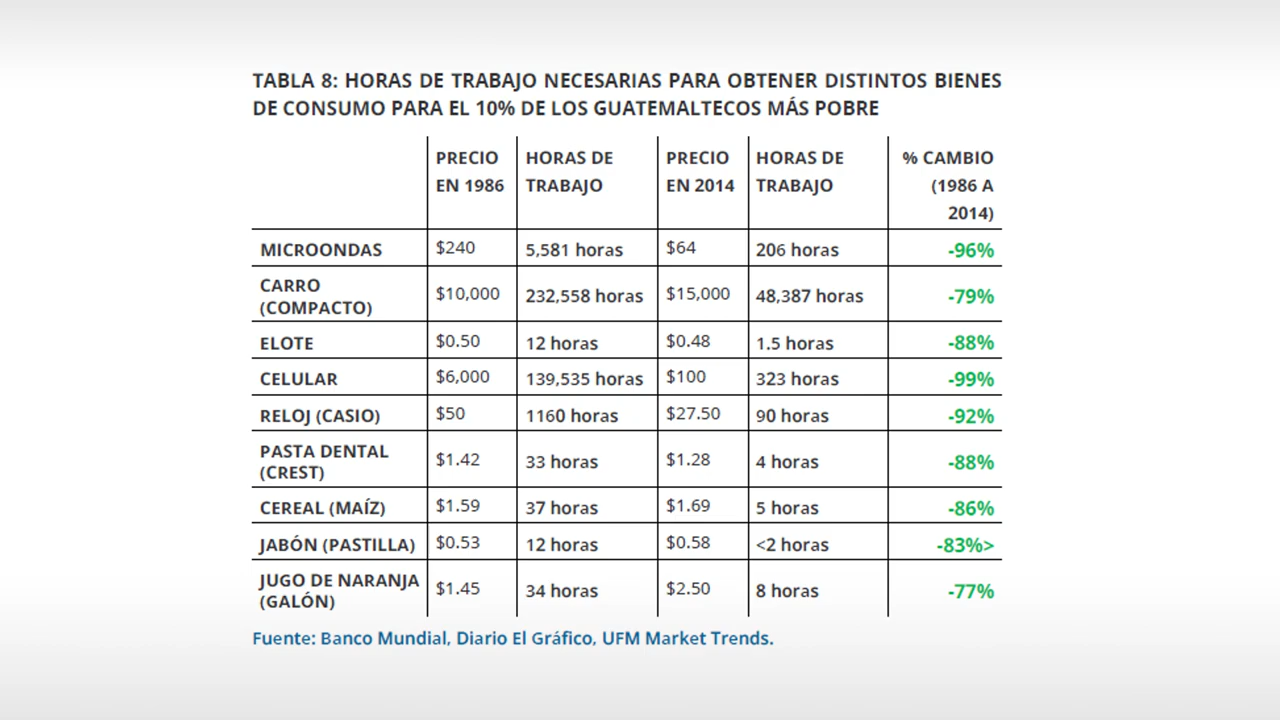 TABLA 8: HORAS DE TRABAJO NECESARIAS PARA OBTENER DISTINTOS BIENES
DE CONSUMO PARA EL 10% DE LOS GUATEMALTECOS MÁS POBRE
PRECIO EN 1986 HORAS DE TRABAJO PRECIO EN 2014 HORAS DE TRABAJO % CAMBIO (1986 A 2014)
MICROONDAS $240 5,581 horas $64 206 horas -96%
CARRO (COMPACTO) $10,000 232,558 horas $15,000 48,387 horas -79%
ELOTE $0.50 12 horas $0.48 1.5 horas -88%
CELULAR $6,000 139,535 horas $100 323 horas -99%
RELOJ (CASIO) $50 1160 horas $27.50 90 horas -92%
PASTA DENTAL (CREST) $1.42 33 horas $1.28 4 horas -88%
CEREAL (MAÍZ) $1.59 37 horas $1.69 5 horas -86%
JABÓN (PASTILLA) $0.53 12 horas $0.58 <2 horas -83%>
JUGO DE NARANJA (GALÓN) $1.45 34 horas $2.50 8 horas -77%
Fuente: Banco Mundial, Diario El Gráfico, UFM Market Trends.